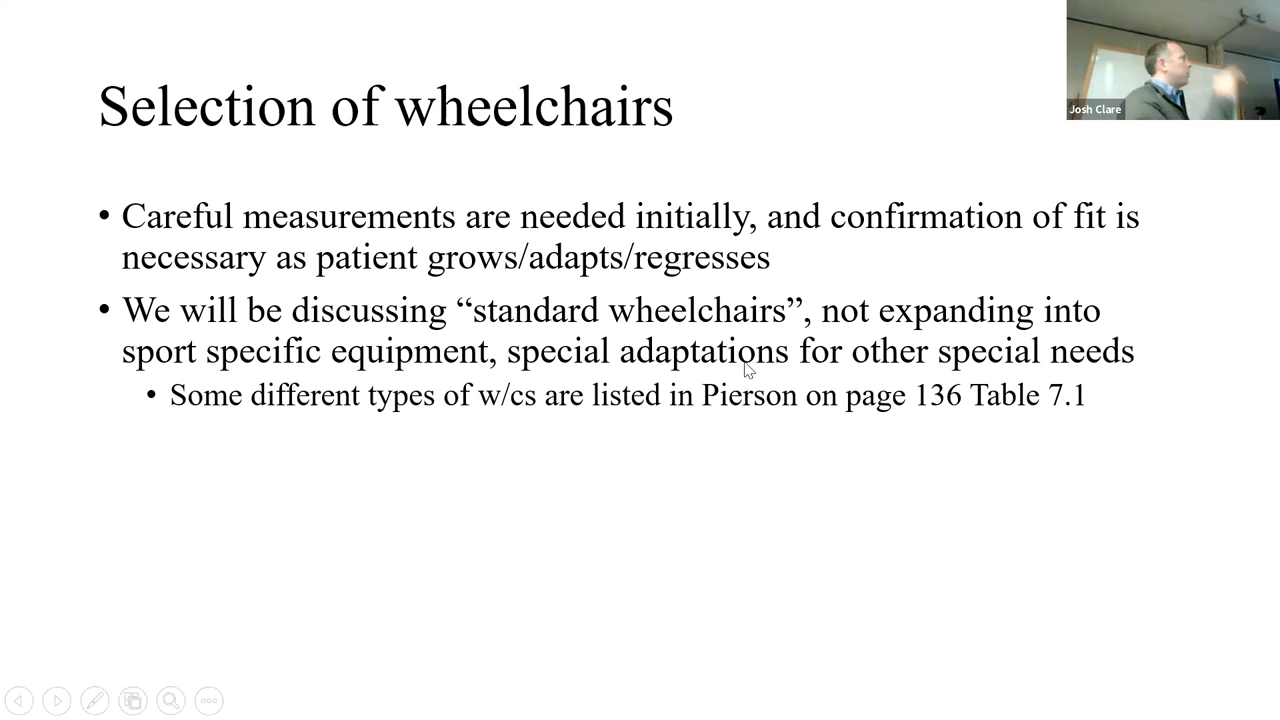 Selection of wheelchairs
Josh Clare
• Careful measurements are needed initially, and confirmation of fit is
necessary as patient grows/adapts/regresses
• We will be discussing “standard wheelchairs”, not expanding into
sport specific equipment, special adaptations for other special needs
• Some different types of w/cs are listed in Pierson on page 136 Table 7.1